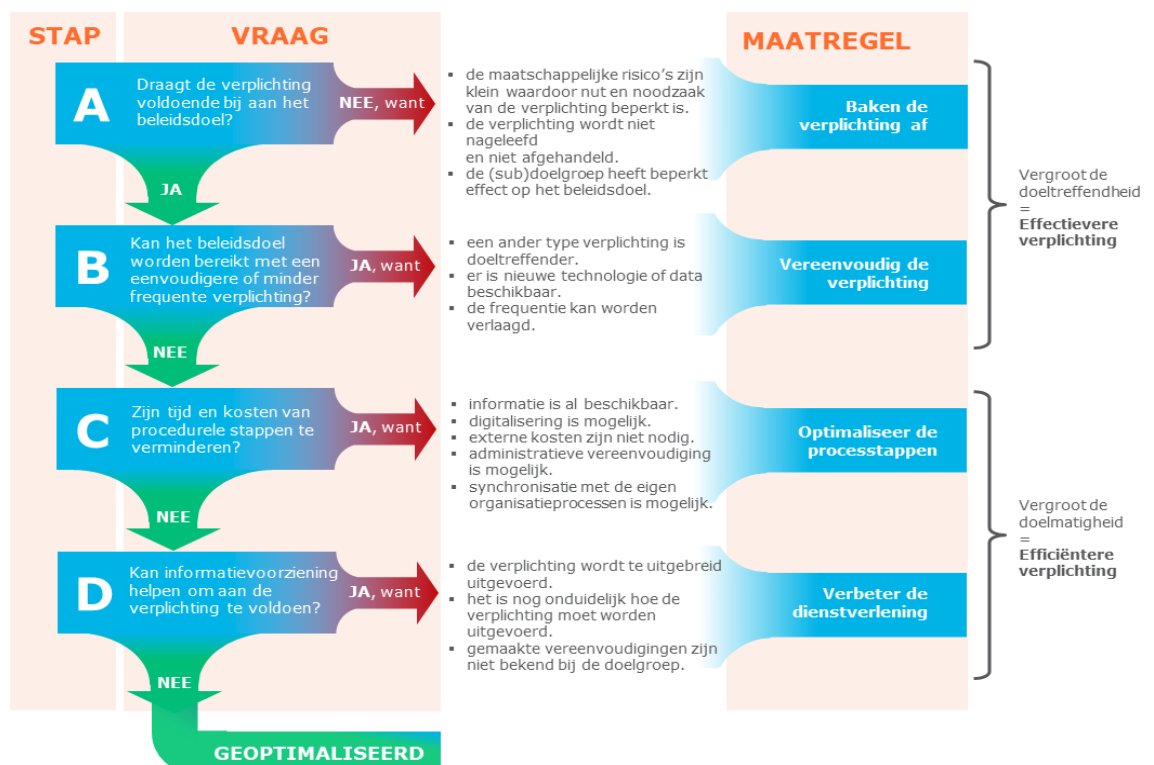 STAP
VRAAG
MAATREGEL
A
Draagt de verplichting
voldoende bij aan het
beleidsdoel?
NEE, want
▪ de maatschappelijke risico's zijn
klein waardoor nut en noodzaak
van de verplichting beperkt is.
▪ de verplichting wordt niet
nageleefd
en niet afgehandeld.
▪ de (sub)doelgroep heeft beperkt
effect op het beleidsdoel.
Baken de
verplichting af
JA
B
Kan het beleidsdoel
worden bereikt met een
eenvoudigere of minder
frequente verplichting?
JA, want
▪ een ander type verplichting is
doeltreffender.
▪ er is nieuwe technologie of data
beschikbaar.
▪ de frequentie kan worden
verlaagd.
Vereenvoudig de
verplichting
Vergroot de
doeltreffendheid
=
Effectievere
verplichting
NEE
C
Zijn tijd en kosten van
procedurele stappen te
verminderen?
JA, want
▪ informatie is al beschikbaar.
▪ digitalisering is mogelijk.
▪ externe kosten zijn niet nodig.
▪ administratieve vereenvoudiging
is mogelijk.
▪ synchronisatie met de eigen
organisatieprocessen is mogelijk.
Optimaliseer de
processtappen
NEE
D
Kan informatievoorziening
helpen om aan de
verplichting te voldoen?
JA, want
▪ de verplichting wordt te uitgebreid
uitgevoerd.
▪ het is nog onduidelijk hoe de
verplichting moet worden
uitgevoerd.
▪ gemaakte vereenvoudigingen zijn
niet bekend bij de doelgroep.
Verbeter de
dienstverlening
Vergroot de
doelmatigheid
=
Efficiëntere
verplichting
NEE
GEOPTIMALISEERD